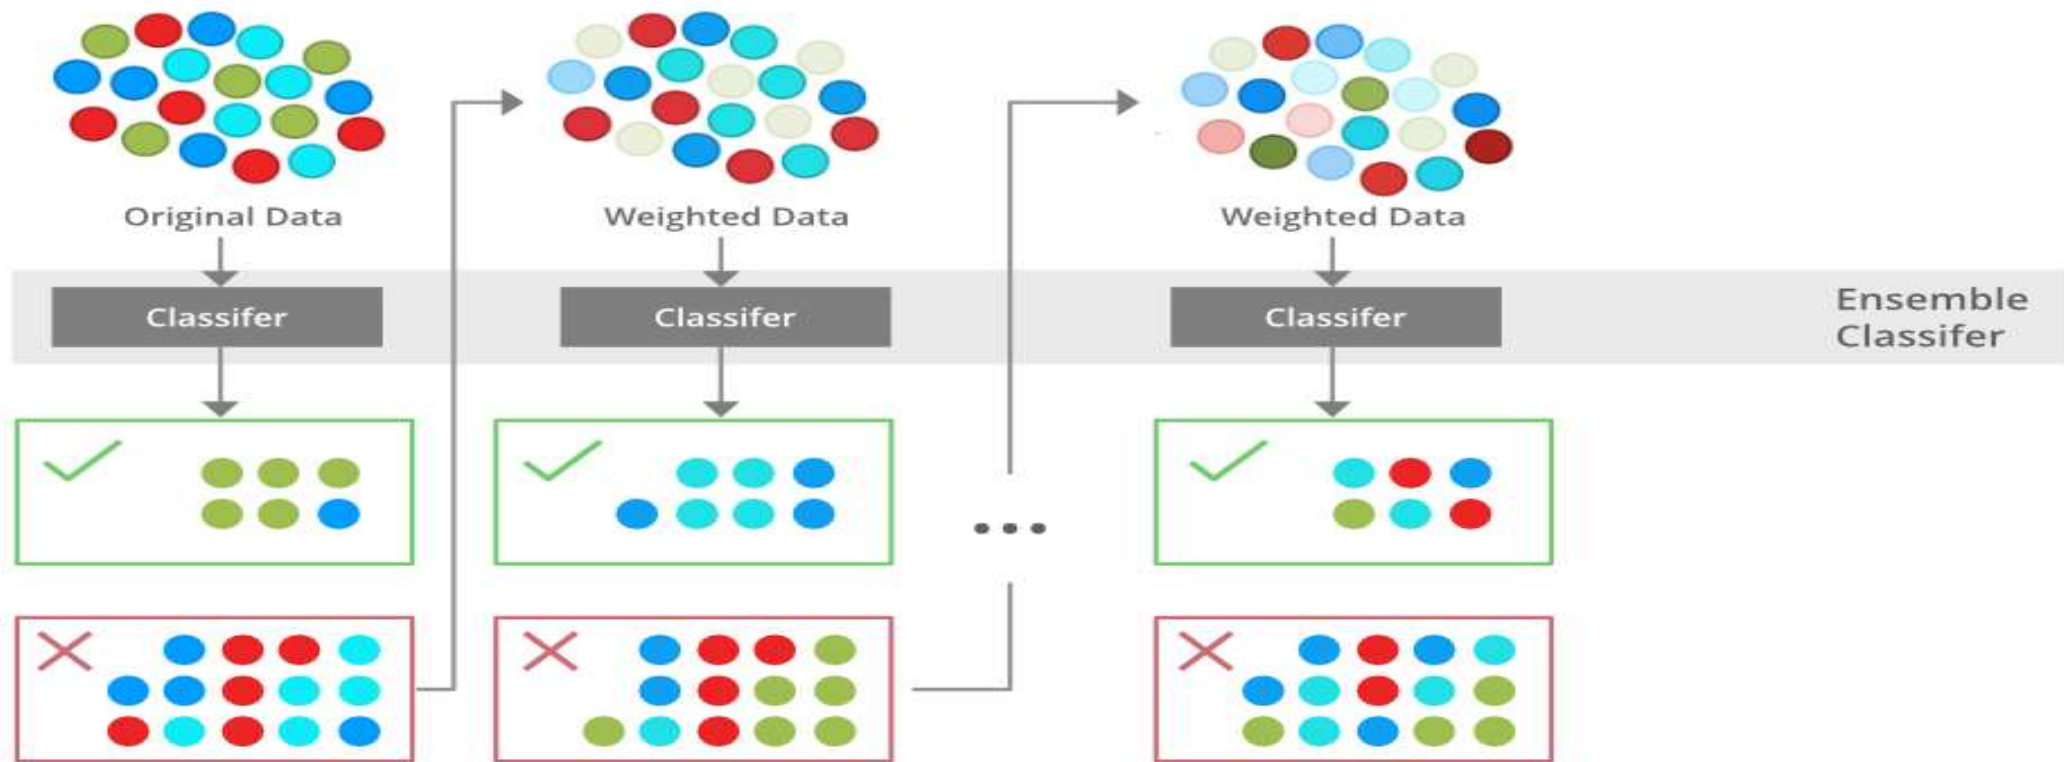 Original Data
Weighted Data
Weighted Data
Classifer
Classifer
Classifer
Ensemble
Classifer